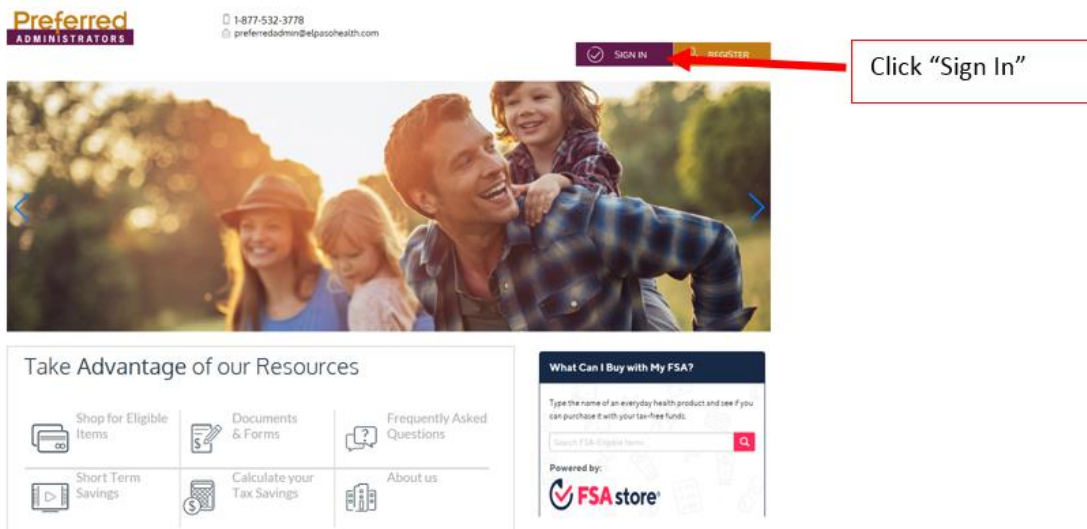 Preferred
ADMINISTRATORS
1-877-532-3778
preferredadmin@elpasohealth.com
SIGN IN
REGISTER
Click “Sign In”
Take Advantage of our Resources
Shop for Eligible
Items
Documents
& Forms
Frequently Asked
Questions
Short Term
Savings
Calculate your
Tax Savings
About us
What Can I Buy with My FSA?
Type the name of an everyday health product and see if you
can purchase it with your tax-free funds.
Search FSA-Eligible Items
Powered by:
FSA store®